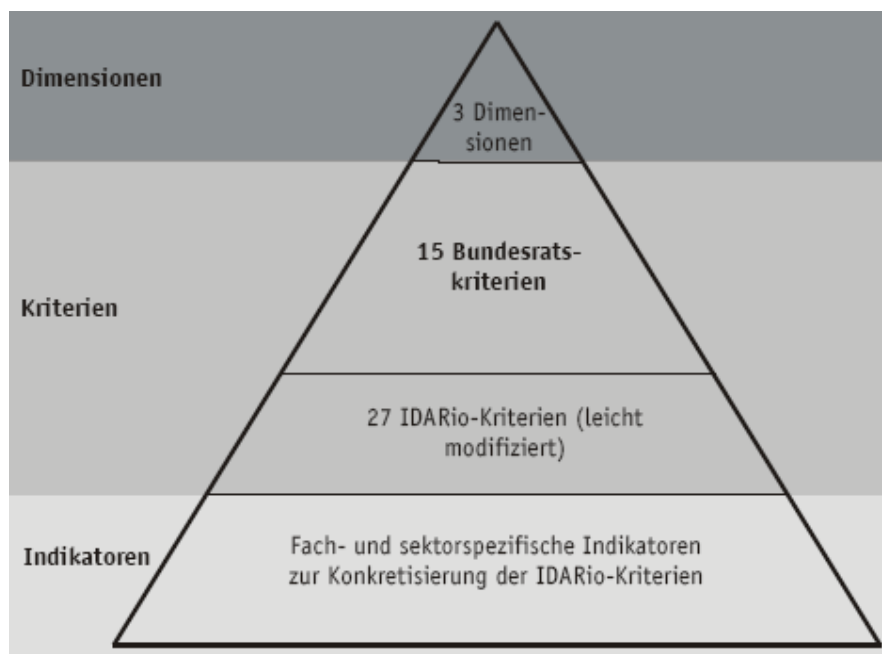 Dimensionen
3 Dimen-
sionen
15 Bundesrats-
kriterien
Kriterien
27 IDARio-Kriterien (leicht
modifiziert)
Indikatoren
Fach- und sektorspezifische Indikatoren
zur Konkretisierung der IDARio-Kriterien